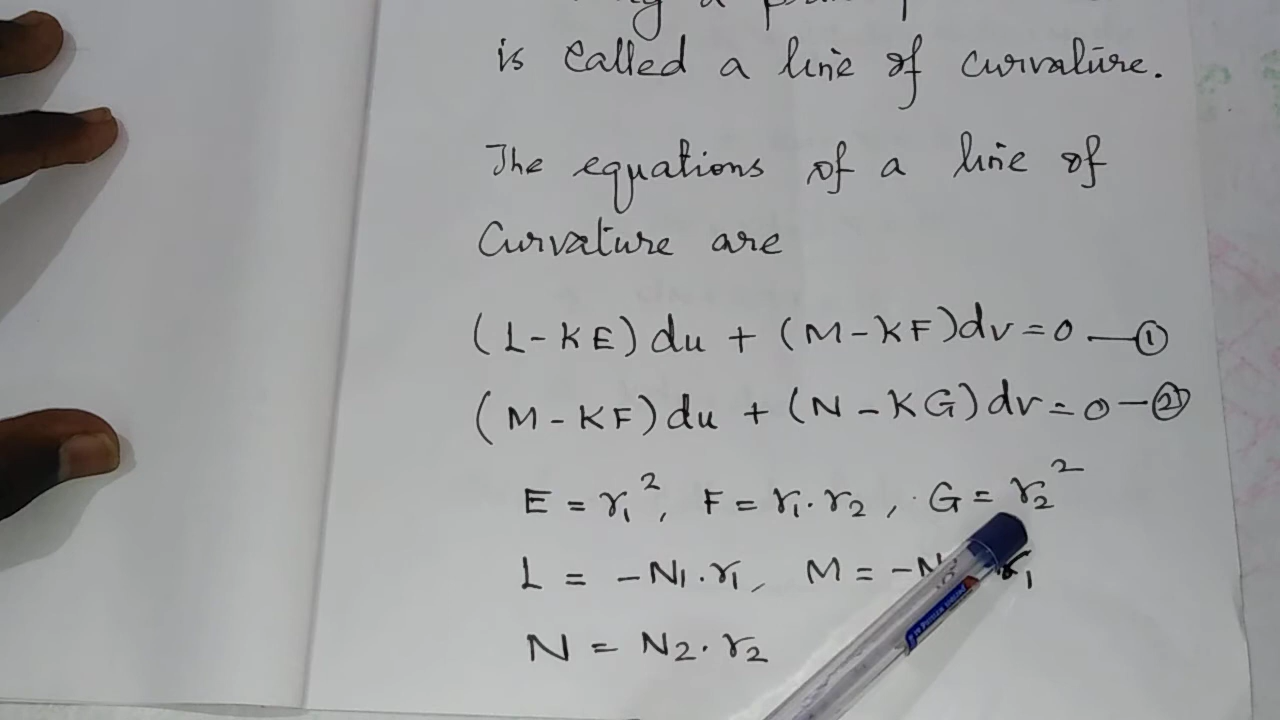 a
is called a line of curvature.
The equations of a line of
Curvature are
(L-KE)du + (M-KF)dv=0 —①
(M-KF)du + (N-KG)dv=0 —②
E = r₁², F = r₁.r₂, G = r₂²
L = -N₁.r₁, M = -N r₁
N = N₂.r₂